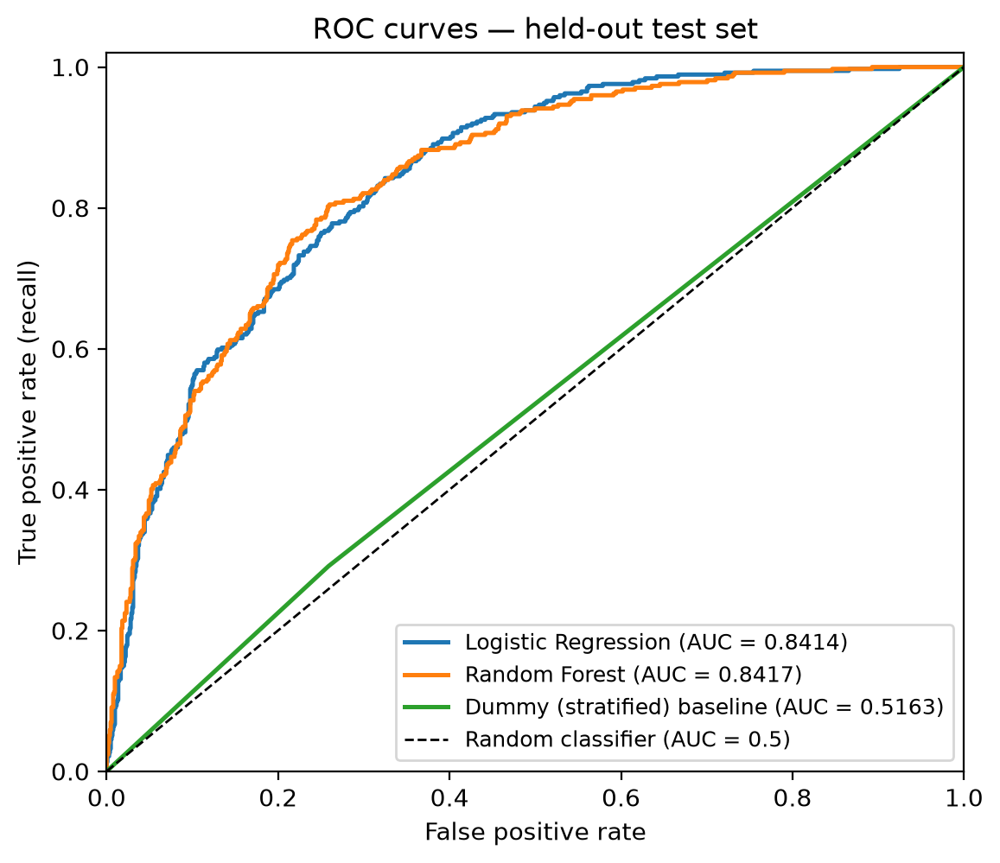 ROC curves — held-out test set
True positive rate (recall)
1.0
0.8
0.6
0.4
0.2
0.0
Logistic Regression (AUC = 0.8414)
Random Forest (AUC = 0.8417)
Dummy (stratified) baseline (AUC = 0.5163)
Random classifier (AUC = 0.5)
0.0 0.2 0.4 0.6 0.8 1.0
False positive rate